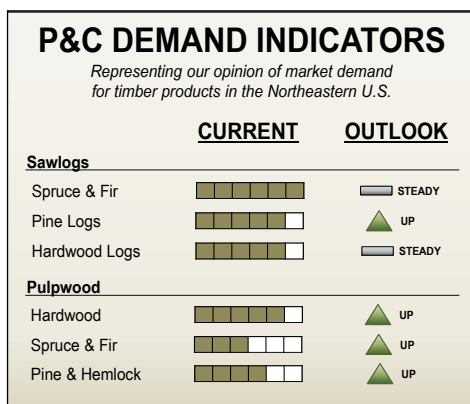 P&C DEMAND INDICATORS
Representing our opinion of market demand
for timber products in the Northeastern U.S.
CURRENT OUTLOOK
Sawlogs
Spruce & Fir STEADY
Pine Logs UP
Hardwood Logs STEADY
Pulpwood
Hardwood UP
Spruce & Fir UP
Pine & Hemlock UP